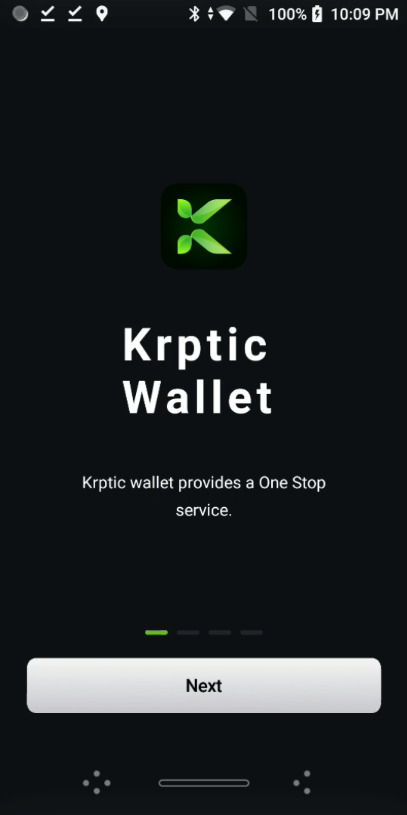 100% 10:09 PM
Krptic
Wallet
Krptic wallet provides a One Stop
service.
Next